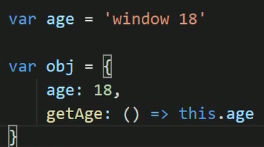 var age = 'window 18'
var obj = {
age: 18,
getAge: () => this.age
}